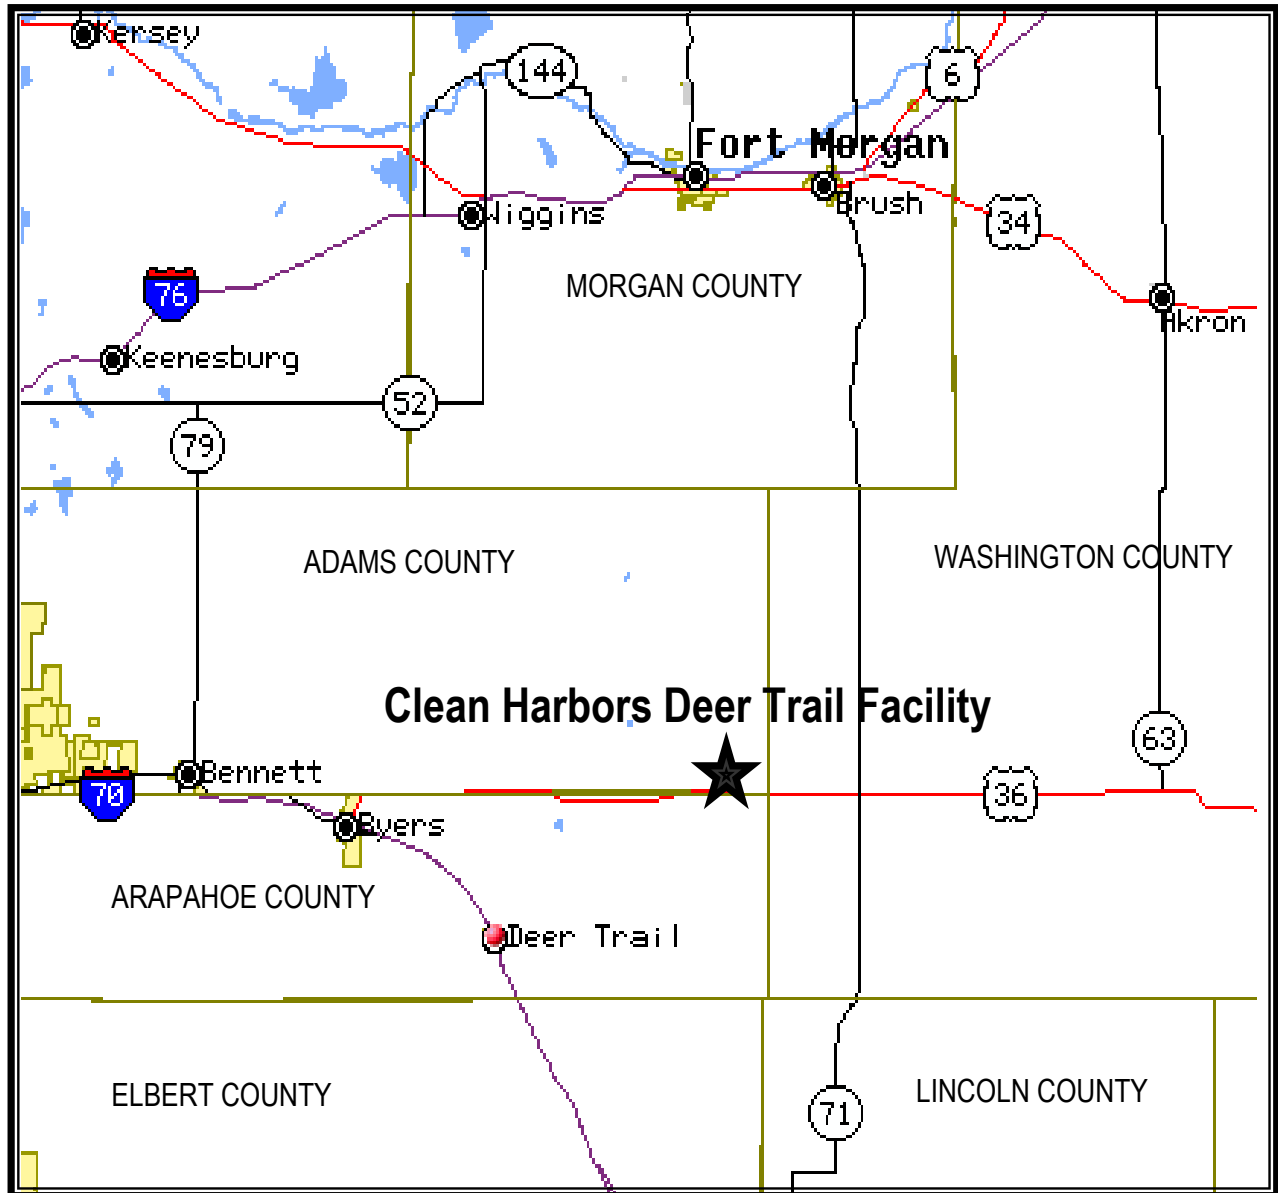 Kersey
144
6
Fort Morgan
Brush
Wiggins
34
MORGAN COUNTY
76
Akron
Keenesburg
52
79
ADAMS COUNTY
WASHINGTON COUNTY
Clean Harbors Deer Trail Facility
63
Bennett
70
36
Byers
ARAPAHOE COUNTY
Deer Trail
ELBERT COUNTY
LINCOLN COUNTY
71